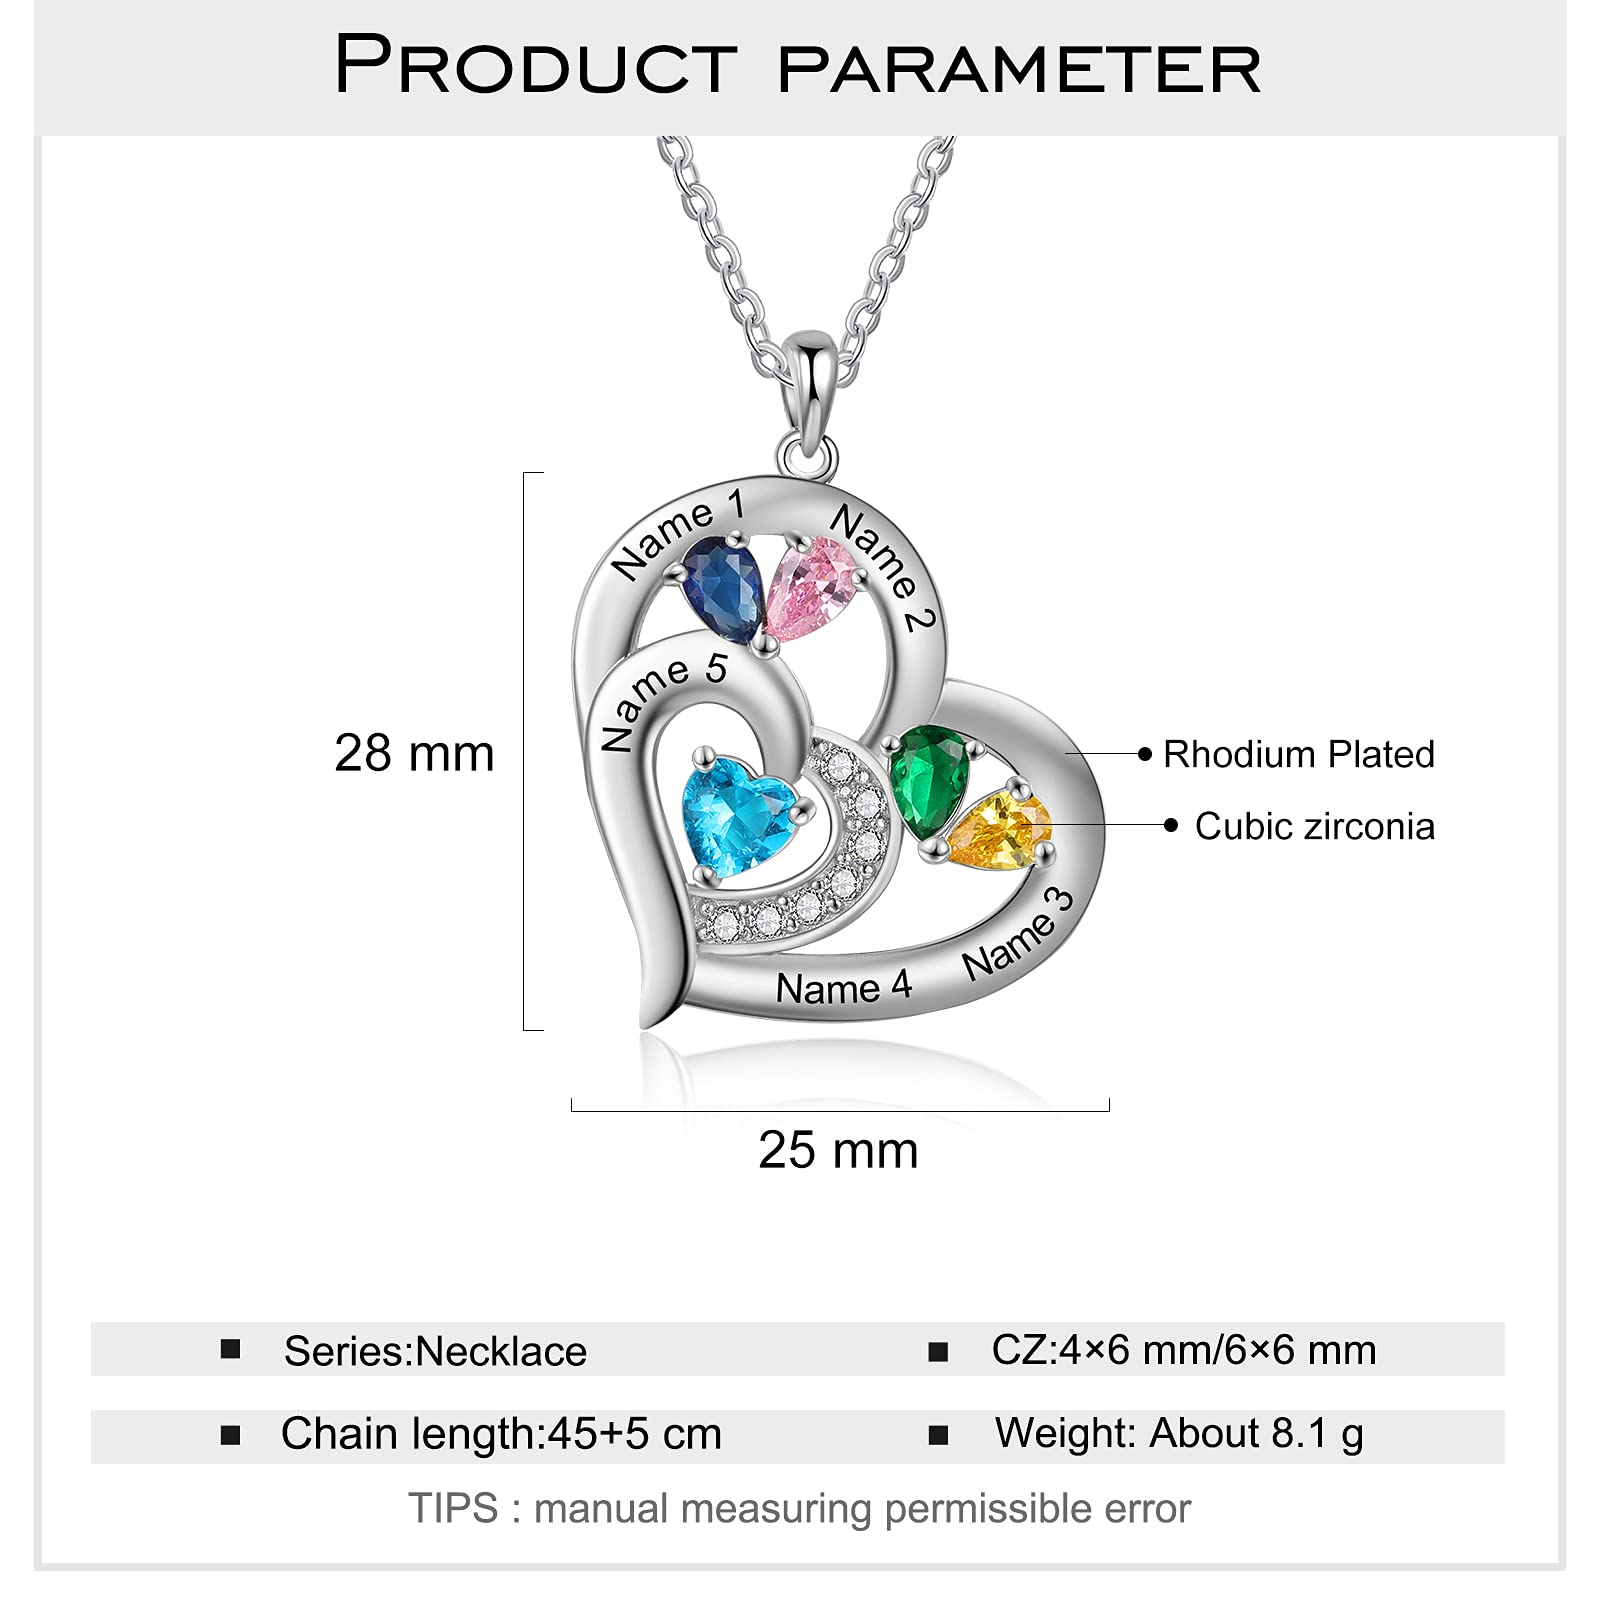 PRODUCT PARAMETER
Name 1
Name 2
Name 5
28 mm
Rhodium Plated
Cubic zirconia
Name 3
Name 4
25 mm
Series:Necklace
CZ:4×6 mm/6×6 mm
Chain length:45+5 cm
Weight: About 8.1 g
TIPS : manual measuring permissible error